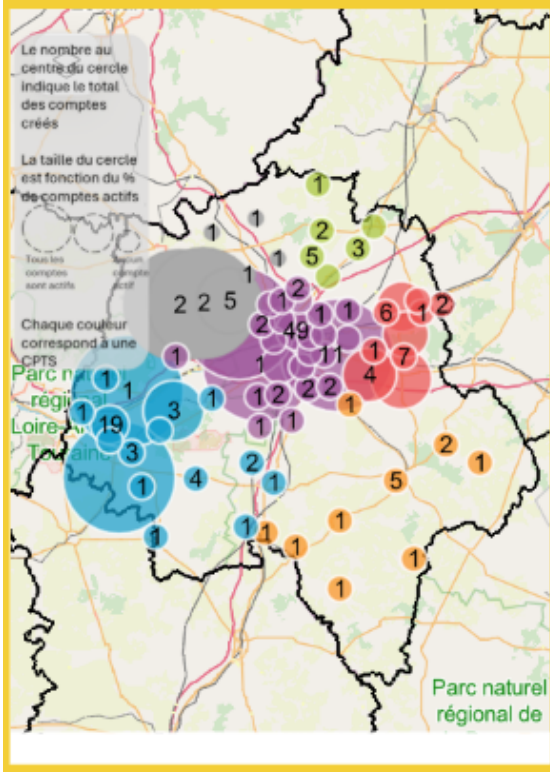 Le nombre au
centre du cercle
indique le total
des comptes
créés
La taille du cercle
est fonction du %
de comptes actifs
Tous les
comptes
sont actifs
Aucun
compte
actif
Chaque couleur
correspond à une
CPTS
1
1
1
1
2
5
3
1
2 2 5
2
1
1
1
2
49
11
1
1
1
2
2
2
1
1
6
1
2
1
7
4
1
1
1
19
3
3
1
1
4
2
1
1
1
1
2
1
5
1
1
1
1
1
Parc naturel
régional
Loire-
Touraine
Parc naturel
régional de